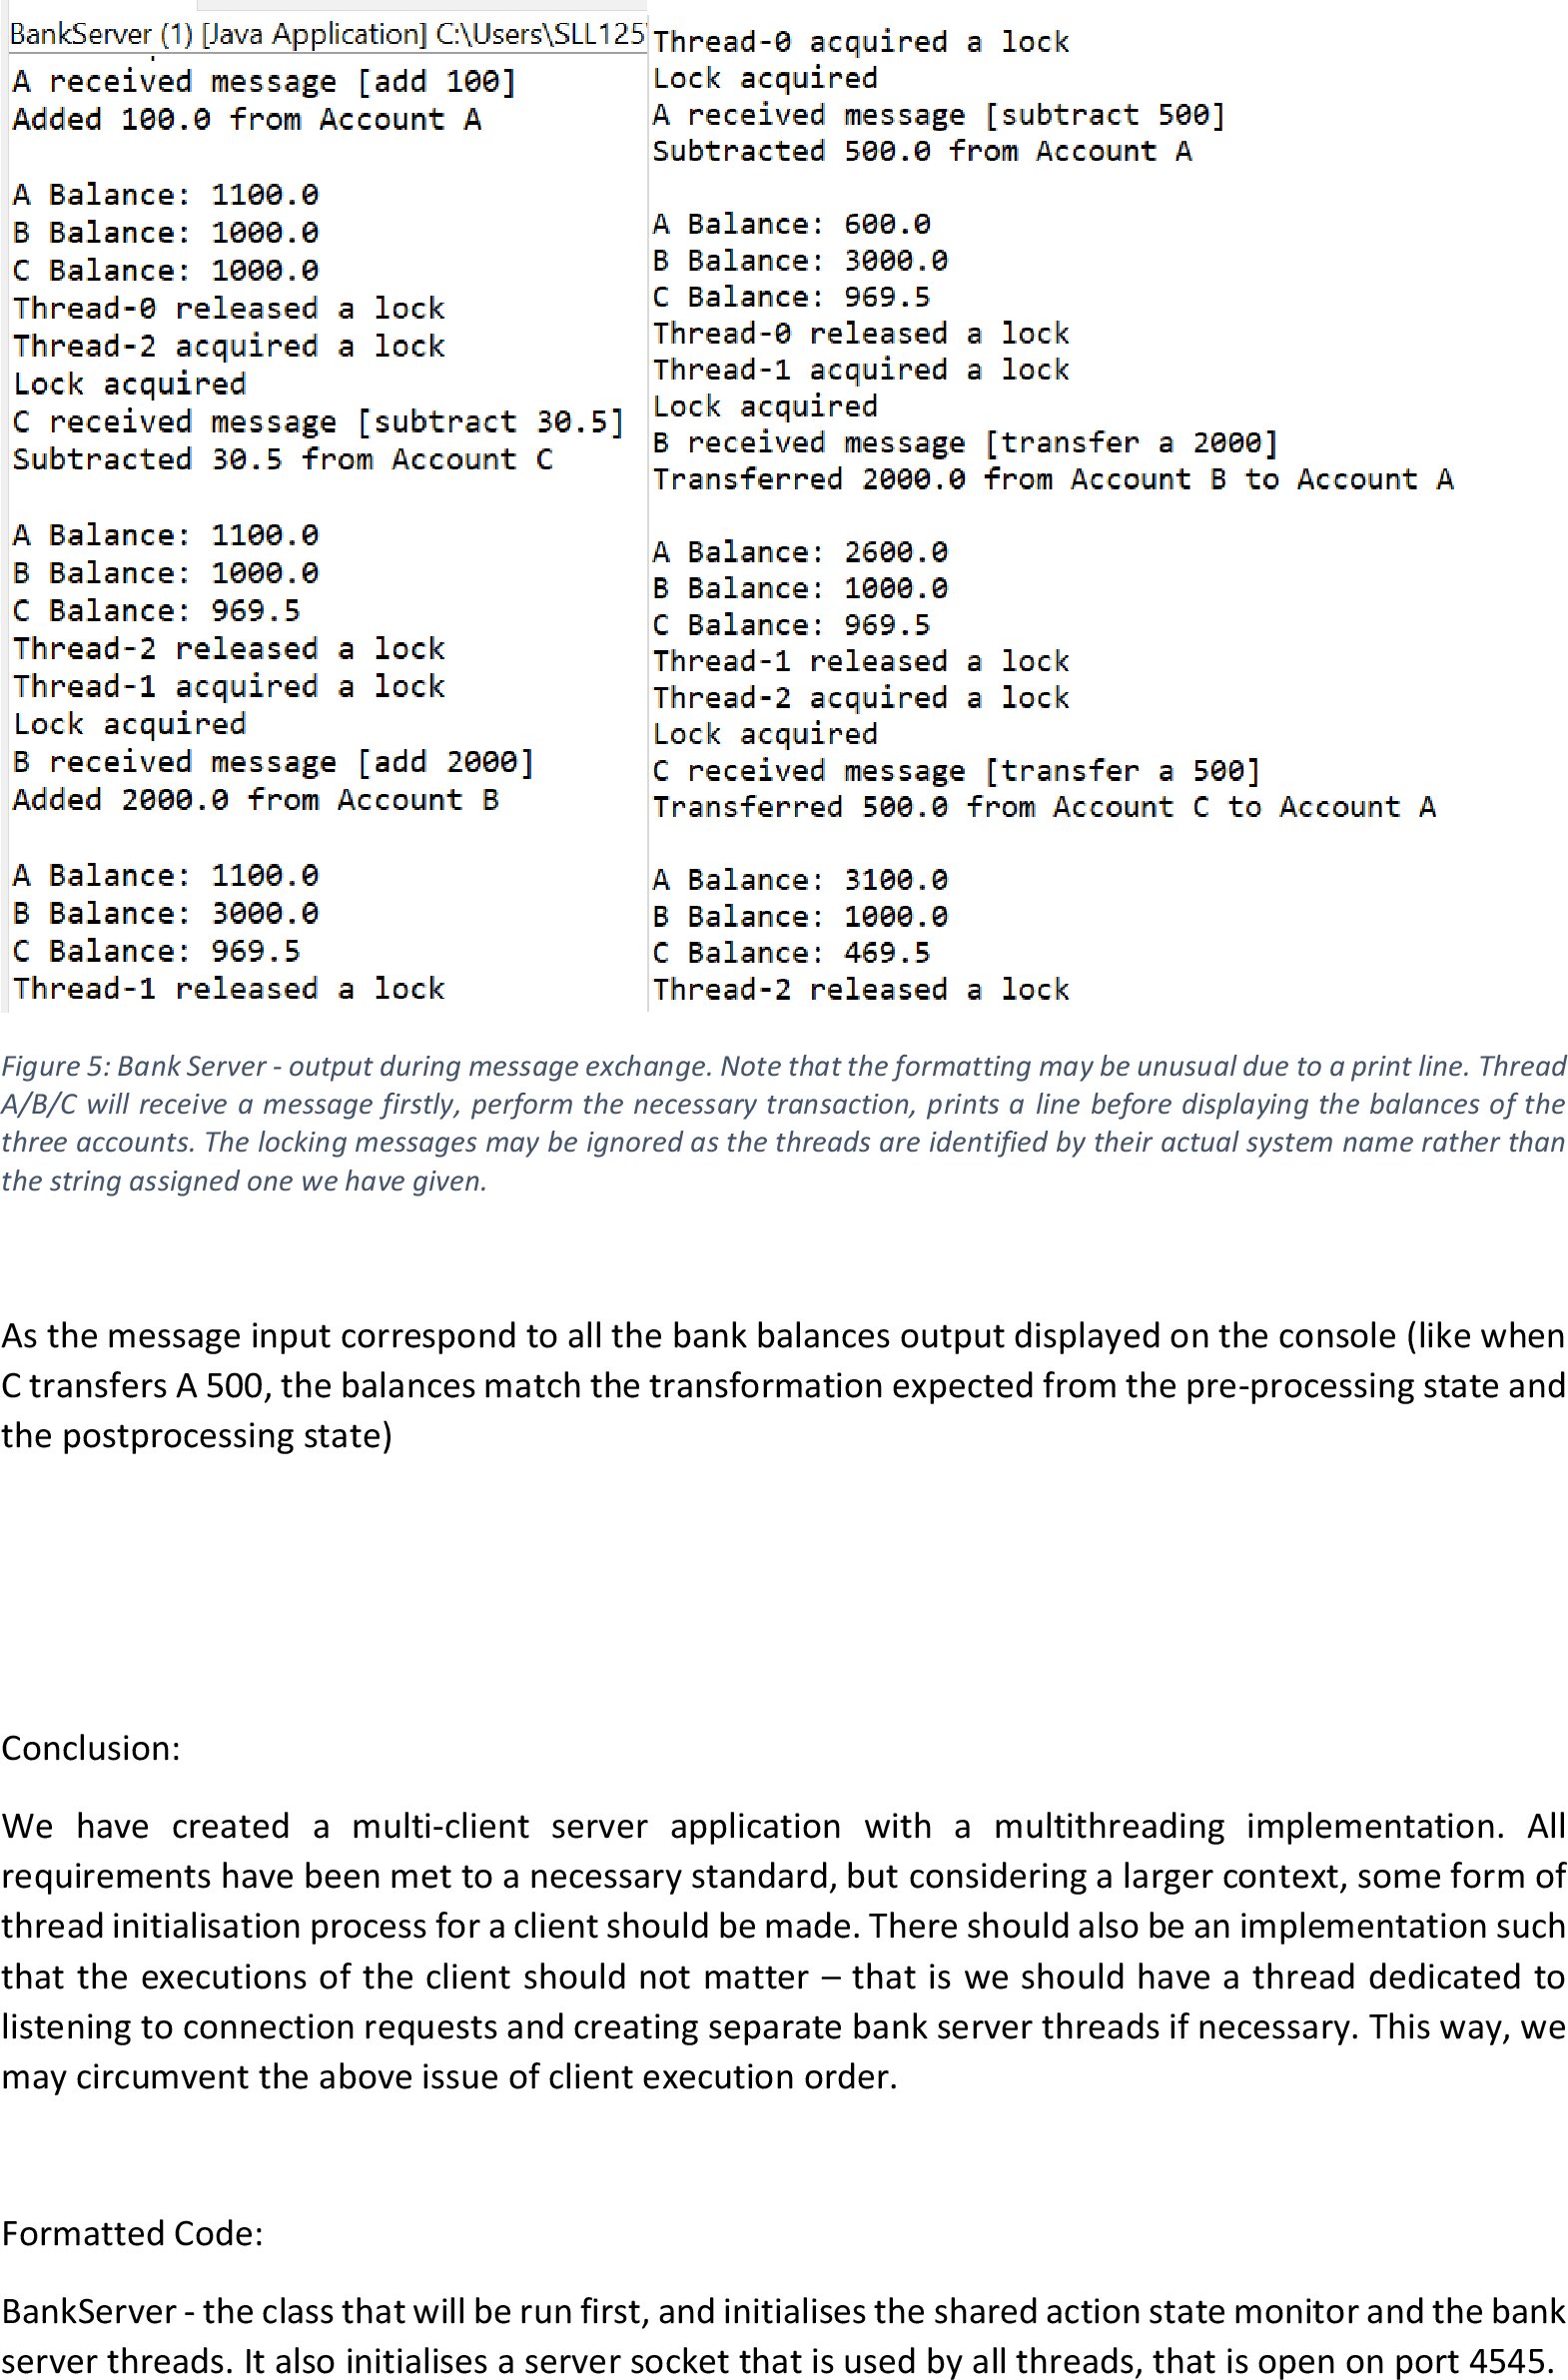 BankServer (1) [Java Application] C:\Users\SLL125
A received message [add 100]
Added 100.0 from Account A
A Balance: 1100.0
B Balance: 1000.0
C Balance: 1000.0
Thread-0 released a lock
Thread-2 acquired a lock
Lock acquired
C received message [subtract 30.5]
Subtracted 30.5 from Account C
A Balance: 1100.0
B Balance: 1000.0
C Balance: 969.5
Thread-2 released a lock
Thread-1 acquired a lock
Lock acquired
B received message [add 2000]
Added 2000.0 from Account B
A Balance: 1100.0
B Balance: 3000.0
C Balance: 969.5
Thread-1 released a lock
Thread-0 acquired a lock
Lock acquired
A received message [subtract 500]
Subtracted 500.0 from Account A
A Balance: 600.0
B Balance: 3000.0
C Balance: 969.5
Thread-0 released a lock
Thread-1 acquired a lock
Lock acquired
B received message [transfer a 2000]
Transferred 2000.0 from Account B to Account A
A Balance: 2600.0
B Balance: 1000.0
C Balance: 969.5
Thread-1 released a lock
Thread-2 acquired a lock
Lock acquired
C received message [transfer a 500]
Transferred 500.0 from Account C to Account A
A Balance: 3100.0
B Balance: 1000.0
C Balance: 469.5
Thread-2 released a lock
Figure 5: Bank Server - output during message exchange. Note that the formatting may be unusual due to a print line. Thread
A/B/C will receive a message firstly, perform the necessary transaction, prints a line before displaying the balances of the
three accounts. The locking messages may be ignored as the threads are identified by their actual system name rather than
the string assigned one we have given.
As the message input correspond to all the bank balances output displayed on the console (like when
C transfers A 500, the balances match the transformation expected from the pre-processing state and
the postprocessing state)
Conclusion:
We have created a multi-client server application with a multithreading implementation. All
requirements have been met to a necessary standard, but considering a larger context, some form of
thread initialisation process for a client should be made. There should also be an implementation such
that the executions of the client should not matter – that is we should have a thread dedicated to
listening to connection requests and creating separate bank server threads if necessary. This way, we
may circumvent the above issue of client execution order.
Formatted Code:
BankServer - the class that will be run first, and initialises the shared action state monitor and the bank
server threads. It also initialises a server socket that is used by all threads, that is open on port 4545.